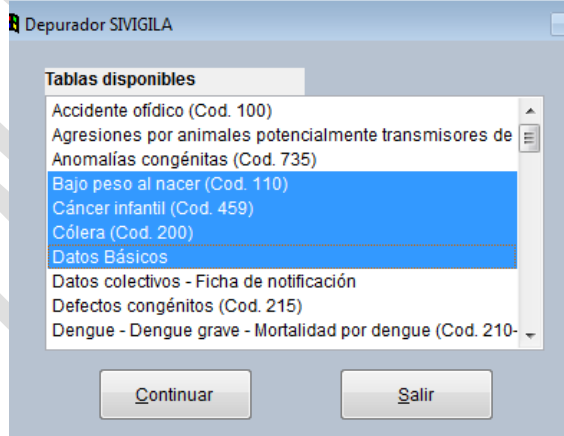 Depurador SIVIGILA
Tablas disponibles
Accidente ofídico (Cod. 100)
Agresiones por animales potencialmente transmisores de
Anomalías congénitas (Cod. 735)
Bajo peso al nacer (Cod. 110)
Cáncer infantil (Cod. 459)
Cólera (Cod. 200)
Datos Básicos
Datos colectivos - Ficha de notificación
Defectos congénitos (Cod. 215)
Dengue - Dengue grave - Mortalidad por dengue (Cod. 210-
Continuar Salir